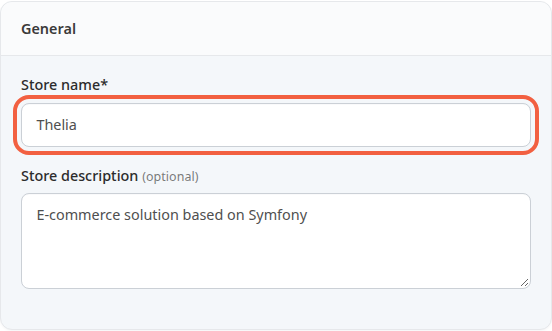 General
Store name*
Thelia
Store description (optional)
E-commerce solution based on Symfony